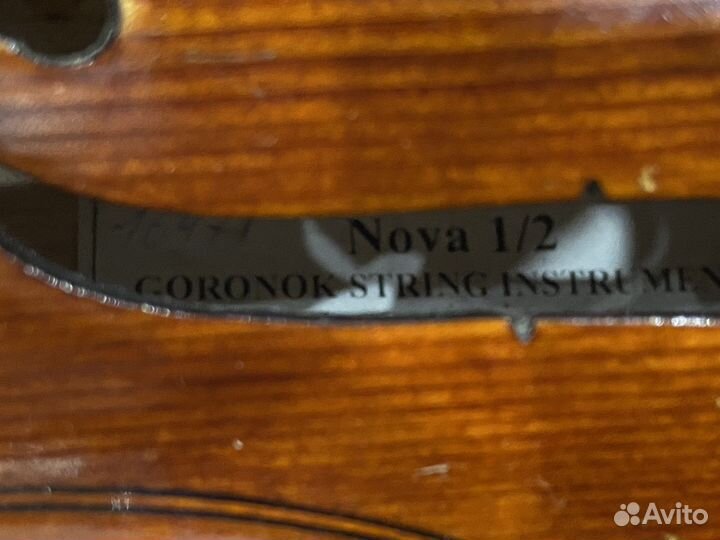 Nova 1/2
GORONOK STRING INSTRUMEN
Avito